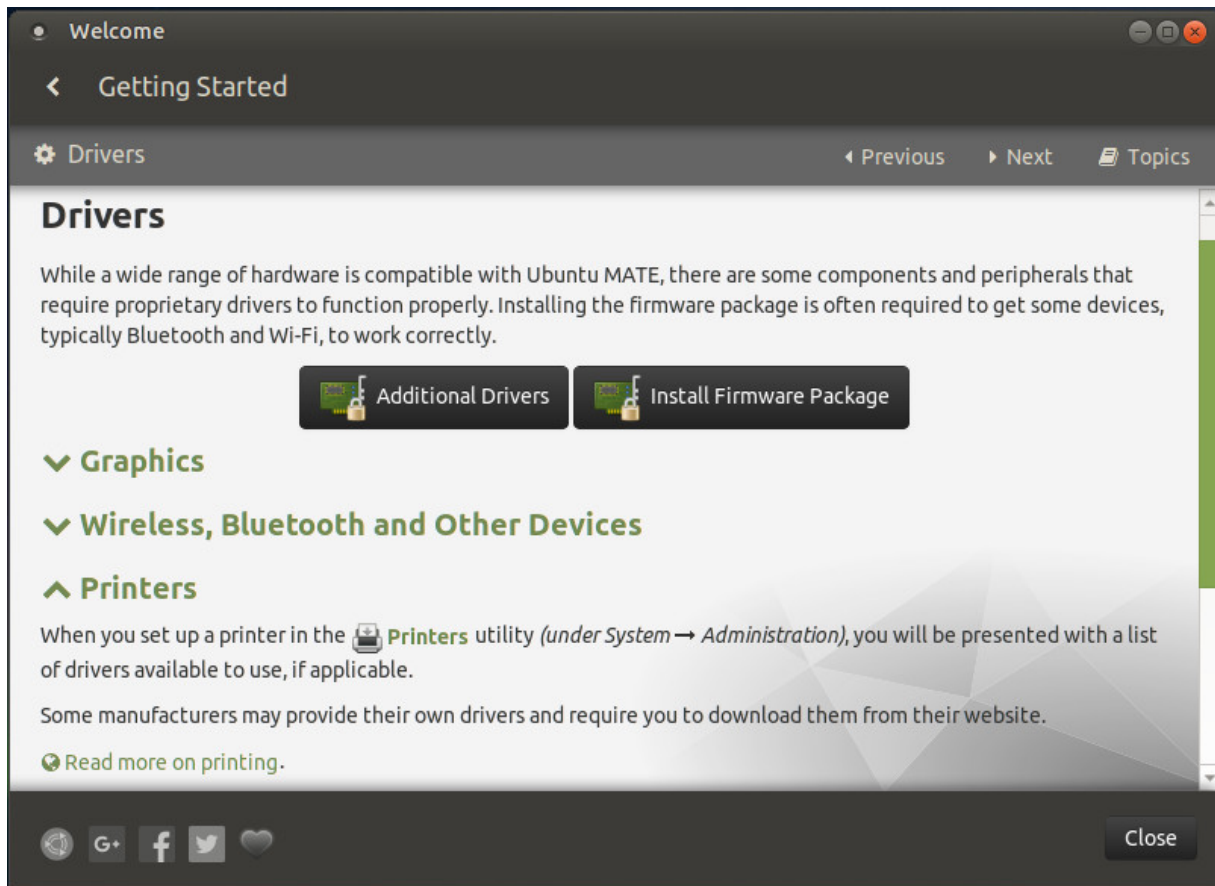 Welcome
Getting Started
Drivers
Previous
Next
Topics
Drivers
While a wide range of hardware is compatible with Ubuntu MATE, there are some components and peripherals that
require proprietary drivers to function properly. Installing the firmware package is often required to get some devices,
typically Bluetooth and Wi-Fi, to work correctly.
Additional Drivers
Install Firmware Package
Graphics
Wireless, Bluetooth and Other Devices
Printers
When you set up a printer in the Printers utility (under System → Administration), you will be presented with a list
of drivers available to use, if applicable.
Some manufacturers may provide their own drivers and require you to download them from their website.
Read more on printing.
G+
f
Close